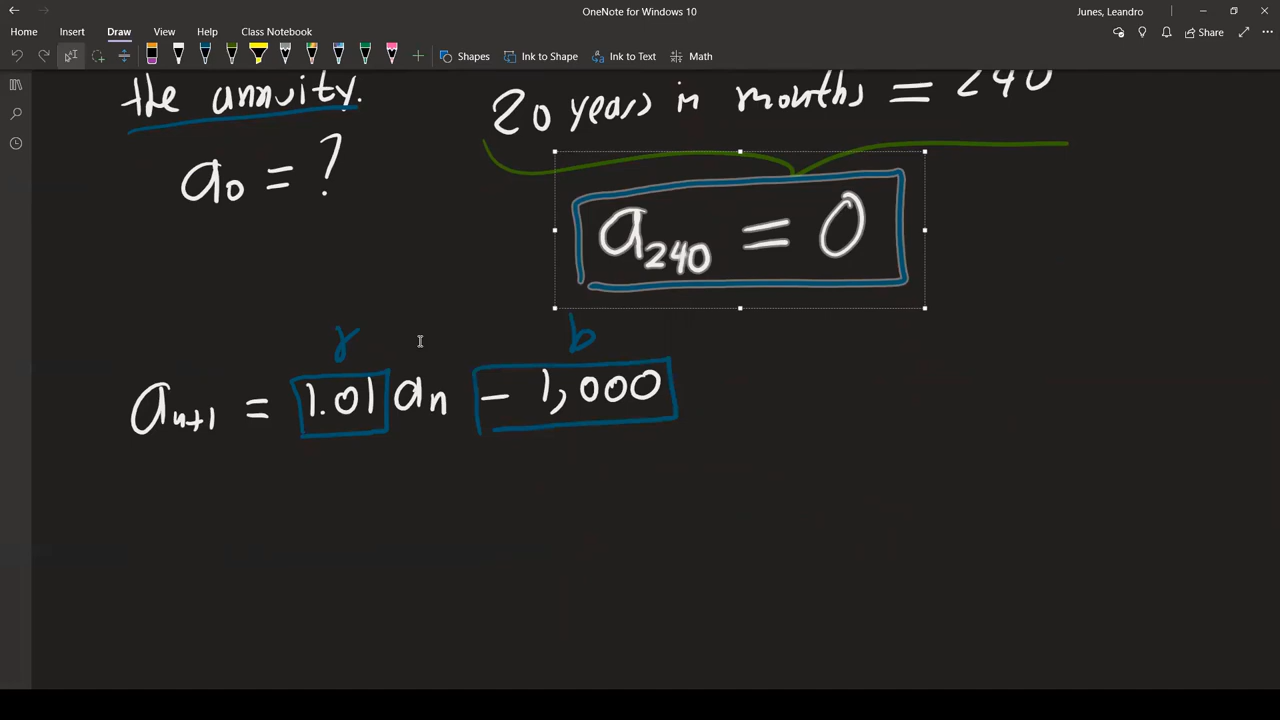 OneNote for Windows 10
Junes, Leandro
Home Insert Draw View Help Class Notebook
Share
Shapes Ink to Shape Ink to Text Math
the annuity.
20 years in months = 240
a₀ = ?
a₂₄₀ = 0
r b
aₙ₊₁ = 1.01 aₙ - 1,000